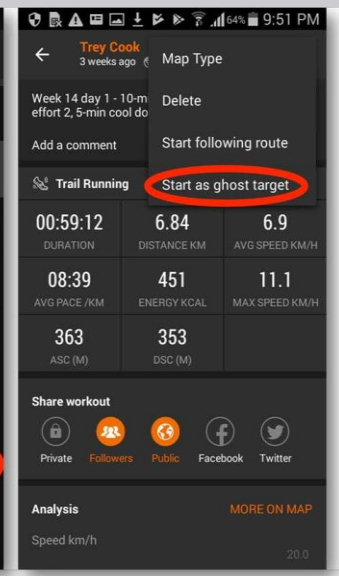 64% 9:51 PM
Trey Cook
3 weeks ago
Map Type
Delete
Start following route
Start as ghost target
Week 14 day 1 - 10-m
effort 2, 5-min cool do
Add a comment
Trail Running
00:59:12 6.84 6.9
DURATION DISTANCE KM AVG SPEED KM/H
08:39 451 11.1
AVG PACE /KM ENERGY KCAL MAX SPEED KM/H
363 353
ASC (M) DSC (M)
Share workout
Private Followers Public Facebook Twitter
Analysis MORE ON MAP
Speed km/h
20.0